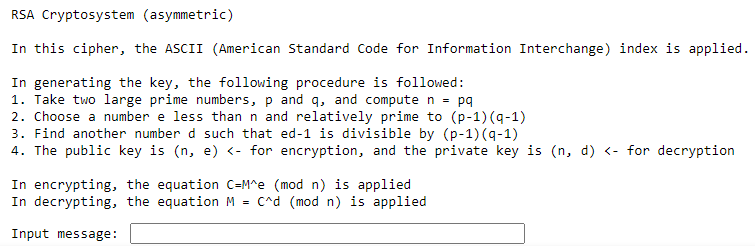 RSA Cryptosystem (asymmetric)
In this cipher, the ASCII (American Standard Code for Information Interchange) index is applied.
In generating the key, the following procedure is followed:
1. Take two large prime numbers, p and q, and compute n = pq
2. Choose a number e less than n and relatively prime to (p-1)(q-1)
3. Find another number d such that ed-1 is divisible by (p-1)(q-1)
4. The public key is (n, e) <- for encryption, and the private key is (n, d) <- for decryption
In encrypting, the equation C=M^e (mod n) is applied
In decrypting, the equation M = C^d (mod n) is applied
Input message: